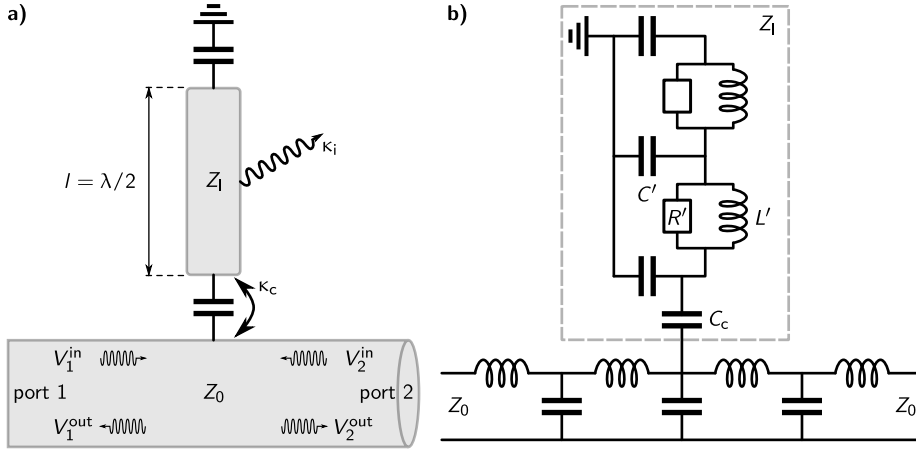 a)
l = λ/2
Z_l
κ_i
κ_c
V_1^in
V_2^in
port 1
Z_0
port 2
V_1^out
V_2^out
b)
Z_l
C′
R′
L′
C_c
Z_0
Z_0